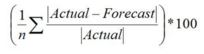 (1/n ∑ |Actual – Forecast| / |Actual|) * 100